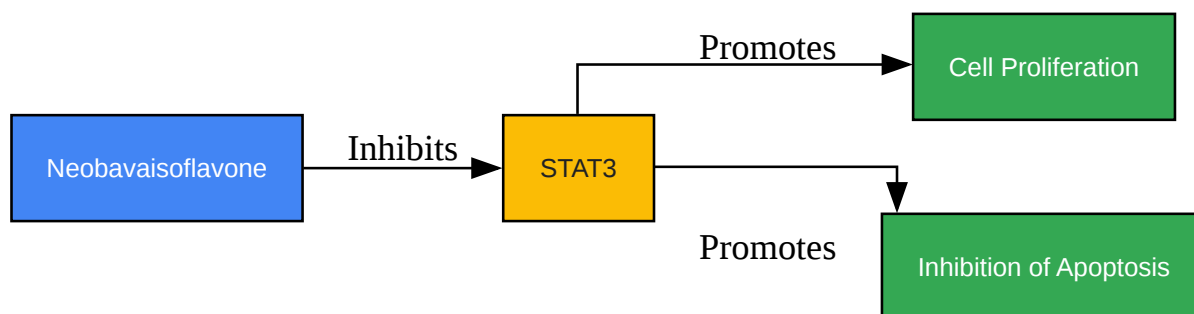 Promotes
Cell Proliferation
Neobavaisoflavone
Inhibits
STAT3
Promotes
Inhibition of Apoptosis